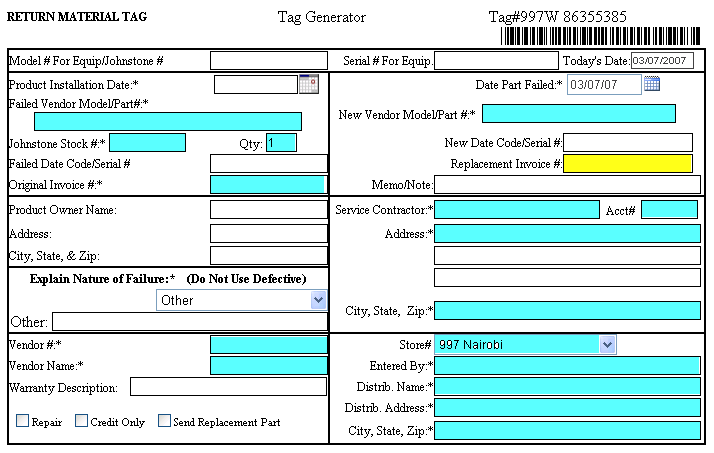 RETURN MATERIAL TAG Tag Generator Tag#997W 86355385
Model # For Equip/Johnstone # Serial # For Equip. Today's Date: 03/07/2007
Product Installation Date:* Date Part Failed:* 03/07/07
Failed Vendor Model/Part#:*
New Vendor Model/Part #:*
Johnstone Stock #:* Qty: 1 New Date Code/Serial #:
Failed Date Code/Serial # Replacement Invoice #:
Original Invoice #:* Memo/Note:
Product Owner Name: Service Contractor:* Acct#
Address: Address:*
City, State, & Zip:
Explain Nature of Failure:* (Do Not Use Defective)
Other
City, State, Zip:*
Other:
Vendor #:* Store# 997 Nairobi
Vendor Name:* Entered By:*
Warranty Description: Distrib. Name:*
Distrib. Address:*
Repair Credit Only Send Replacement Part City, State, Zip:*